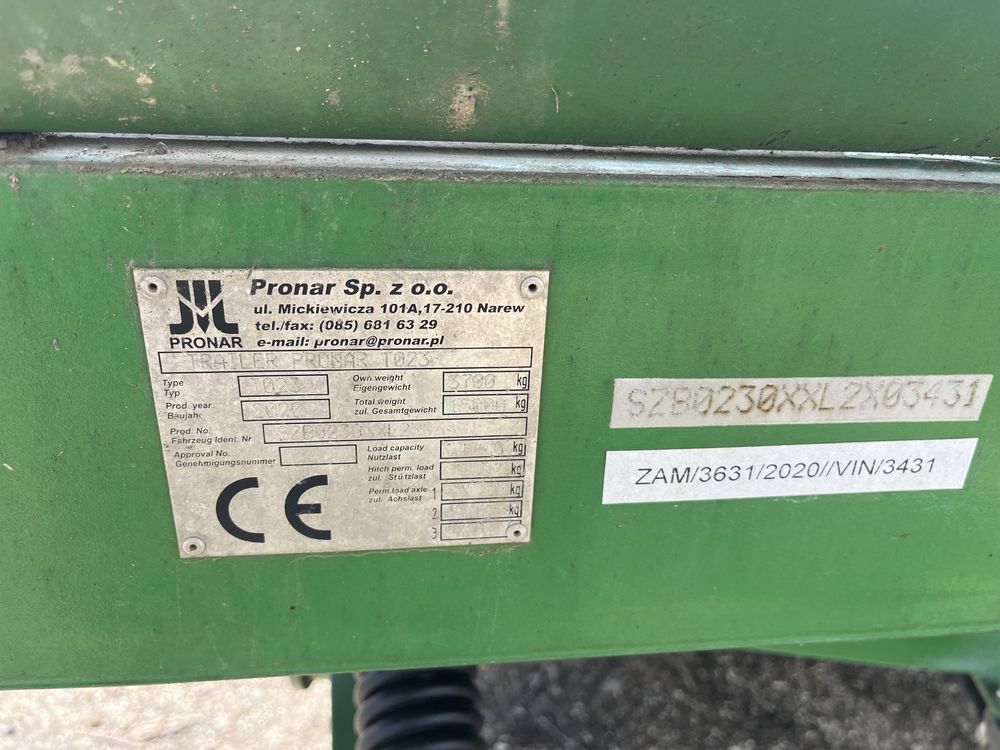 Pronar Sp. z o.o.
ul. Mickiewicza 101A,17-210 Narew
tel./fax: (085) 681 63 29
e-mail: pronar@pronar.pl
PRONAR
TRAILER PRONAR T023
Type T023
Typ
Own weight 3700 kg
Eigengewicht
Prod. year 2020
Baujahr
Total weight kg
zul. Gesamtgewicht
Prod. No. SZB0230XXL2X
Fahrzeug Ident. Nr.
Approval No.
Genehmigungsnummer
Load capacity kg
Nutzlast
Hitch perm. load kg
zul. Stützlast
Perm.load axle 1 kg
zul. Achslast
2 kg
3
CE
SZB0230XXL2X03431
ZAM/3631/2020//VIN/3431